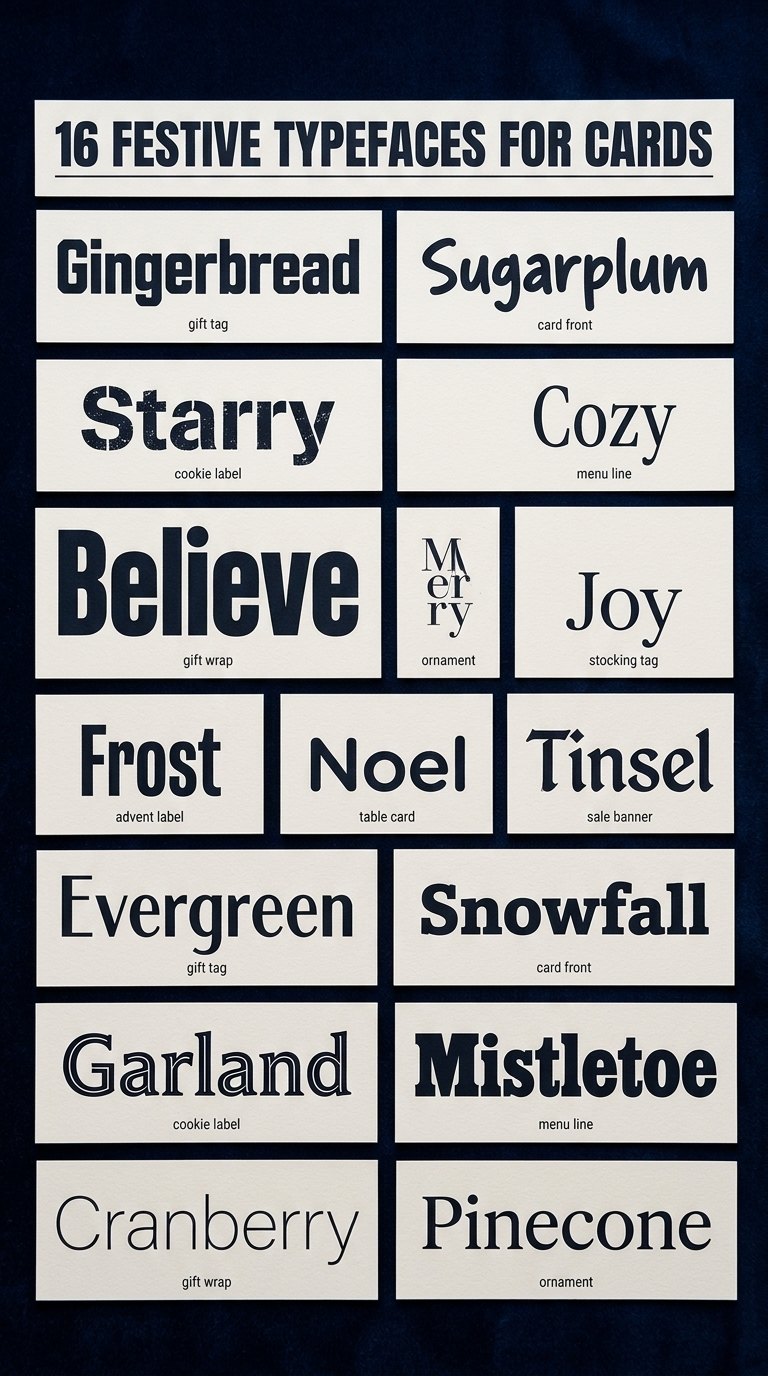 16 FESTIVE TYPEFACES FOR CARDS
Gingerbread
gift tag
Sugarplum
card front
Starry
cookie label
Cozy
menu line
Believe
gift wrap
M
er
ry
ornament
Joy
stocking tag
Frost
advent label
Noel
table card
Tinsel
sale banner
Evergreen
gift tag
Snowfall
card front
Garland
cookie label
Mistletoe
menu line
Cranberry
gift wrap
Pinecone
ornament